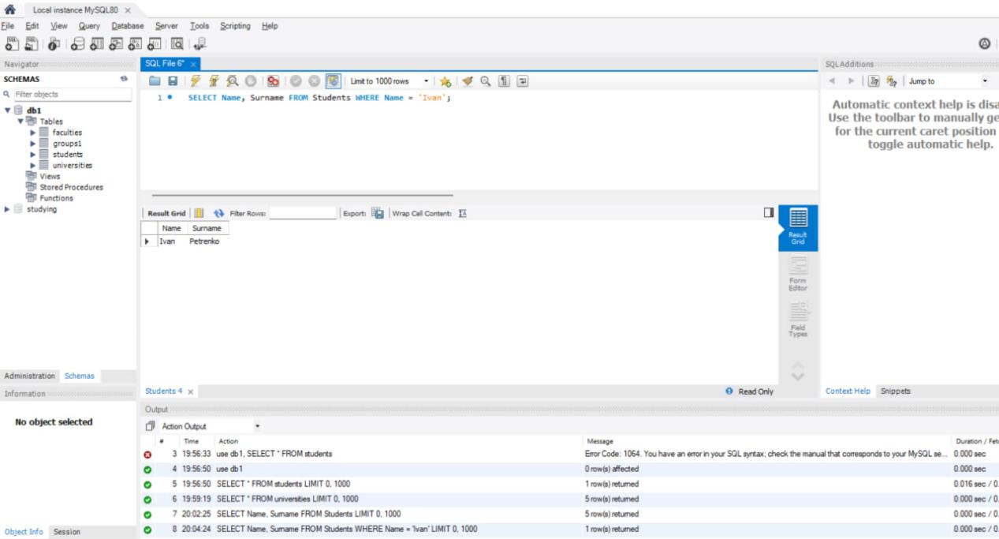 Local instance MySQL80 ×
File Edit View Query Database Server Tools Scripting Help
Navigator
SCHEMAS
Filter objects
db1
Tables
faculties
groups1
students
universities
Views
Stored Procedures
Functions
studying
Administration Schemas
Information
No object selected
Object Info Session
SQL File 6* ×
Limit to 1000 rows
1 SELECT Name, Surname FROM Students WHERE Name = 'Ivan';
Result Grid Filter Rows: Export: Wrap Cell Content:
Name Surname
Ivan Petrenko
Result
Grid
Form
Editor
Field
Types
Students 4 ×
Read Only
SQLAdditions
Jump to
Automatic context help is disa
Use the toolbar to manually ge
for the current caret position
toggle automatic help.
Context Help Snippets
Output
Action Output
# Time Action Message Duration / Fet
3 19:56:33 use db1, SELECT * FROM students Error Code: 1064. You have an error in your SQL syntax; check the manual that corresponds to your MySQL se... 0.000 sec
4 19:56:50 use db1 0 row(s) affected 0.000 sec
5 19:56:50 SELECT * FROM students LIMIT 0, 1000 1 row(s) returned 0.016 sec / 0.
6 19:59:19 SELECT * FROM universities LIMIT 0, 1000 5 row(s) returned 0.000 sec / 0.
7 20:02:25 SELECT Name, Surname FROM Students LIMIT 0, 1000 5 row(s) returned 0.000 sec / 0.
8 20:04:24 SELECT Name, Surname FROM Students WHERE Name = 'Ivan' LIMIT 0, 1000 1 row(s) returned 0.000 sec / 0.